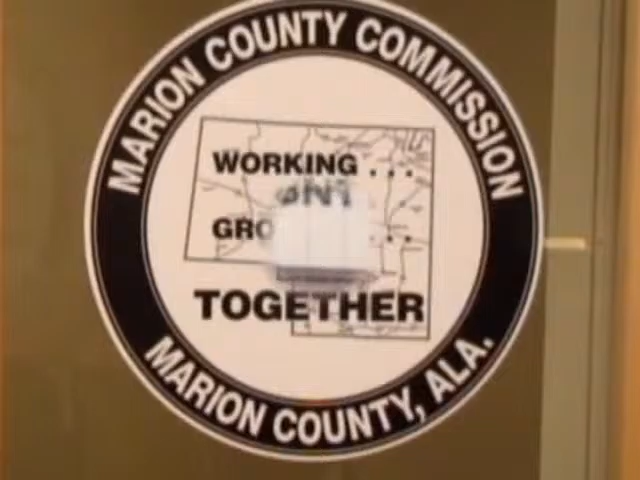 MARION COUNTY COMMISSION
WORKING . . .
TOGETHER
MARION COUNTY, ALA.